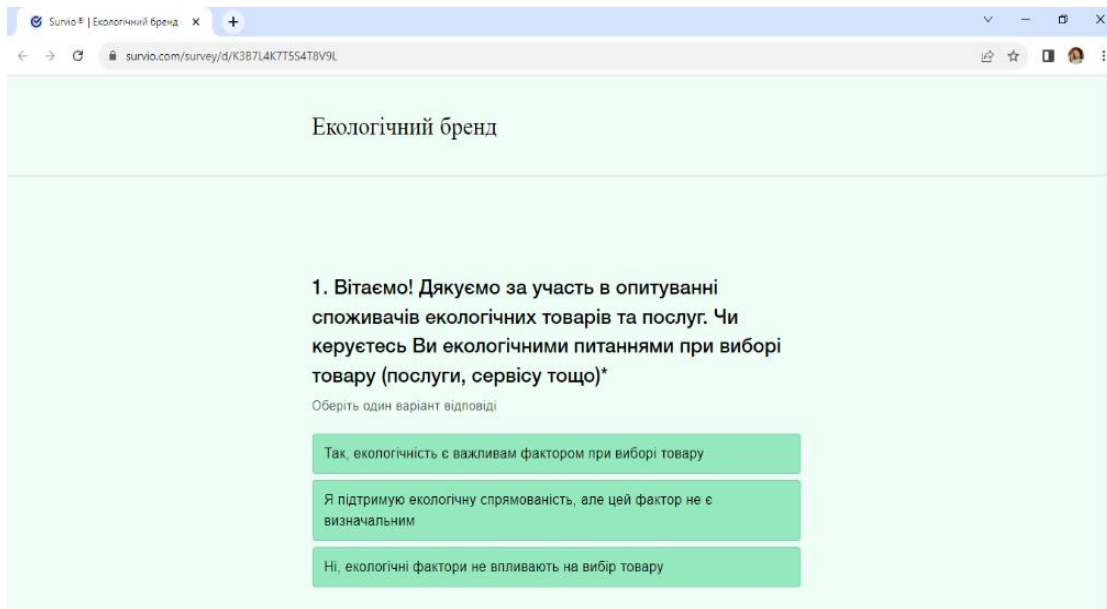 Survio® | Екологічний бренд
survio.com/survey/d/K3B7L4K7T5S4T8V9L
Екологічний бренд
1. Вітаємо! Дякуємо за участь в опитуванні
споживачів екологічних товарів та послуг. Чи
керуєтесь Ви екологічними питаннями при виборі
товару (послуги, сервісу тощо)*
Оберіть один варіант відповіді
Так, екологічність є важливам фактором при виборі товару
Я підтримую екологічну спрямованість, але цей фактор не є
визначальним
Ні, екологічні фактори не впливають на вибір товару